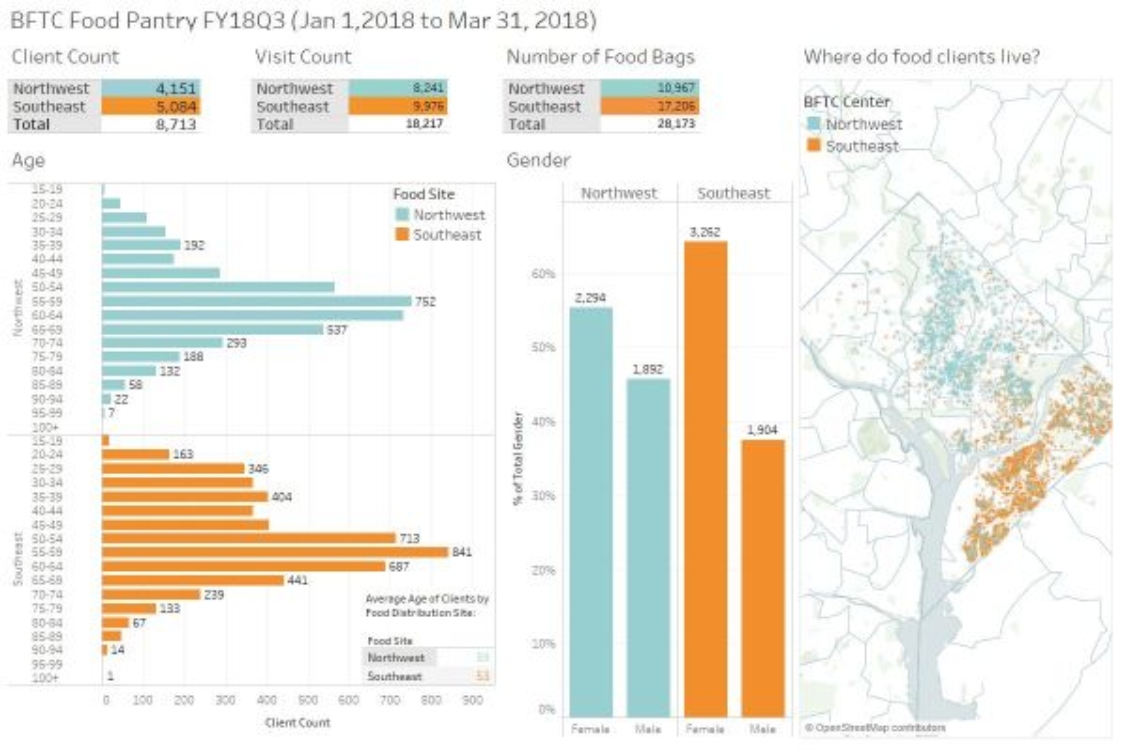 BFTC Food Pantry FY18Q3 (Jan 1,2018 to Mar 31, 2018)
Client Count
Northwest 4,151
Southeast 5,084
Total 8,713
Visit Count
Northwest 8,241
Southeast 9,976
Total 18,217
Number of Food Bags
Northwest 10,967
Southeast 17,206
Total 28,173
Where do food clients live?
BFTC Center
Northwest
Southeast
© OpenStreetMap contributors
Age
Food Site
Northwest
Southeast
Northwest
15-19
20-24
25-29
30-34
35-39 192
40-44
45-49
50-54
55-59 752
60-64
65-69 537
70-74 293
75-79 188
80-84 132
85-89 58
90-94 22
95-99 7
100+
Southeast
15-19
20-24 163
25-29 346
30-34
35-39 404
40-44
45-49
50-54 713
55-59 841
60-64 687
65-69 441
70-74 239
75-79 133
80-84 67
85-89
90-94 14
95-99
100+ 1
Average Age of Clients by
Food Distribution Site:
Food Site
Northwest
Southeast 53
0 100 200 300 400 500 600 700 800 900
Client Count
Gender
Northwest Southeast
% of Total Gender
60%
50%
40%
30%
20%
10%
0%
2,294
1,892
3,262
1,904
Female Male Female Male